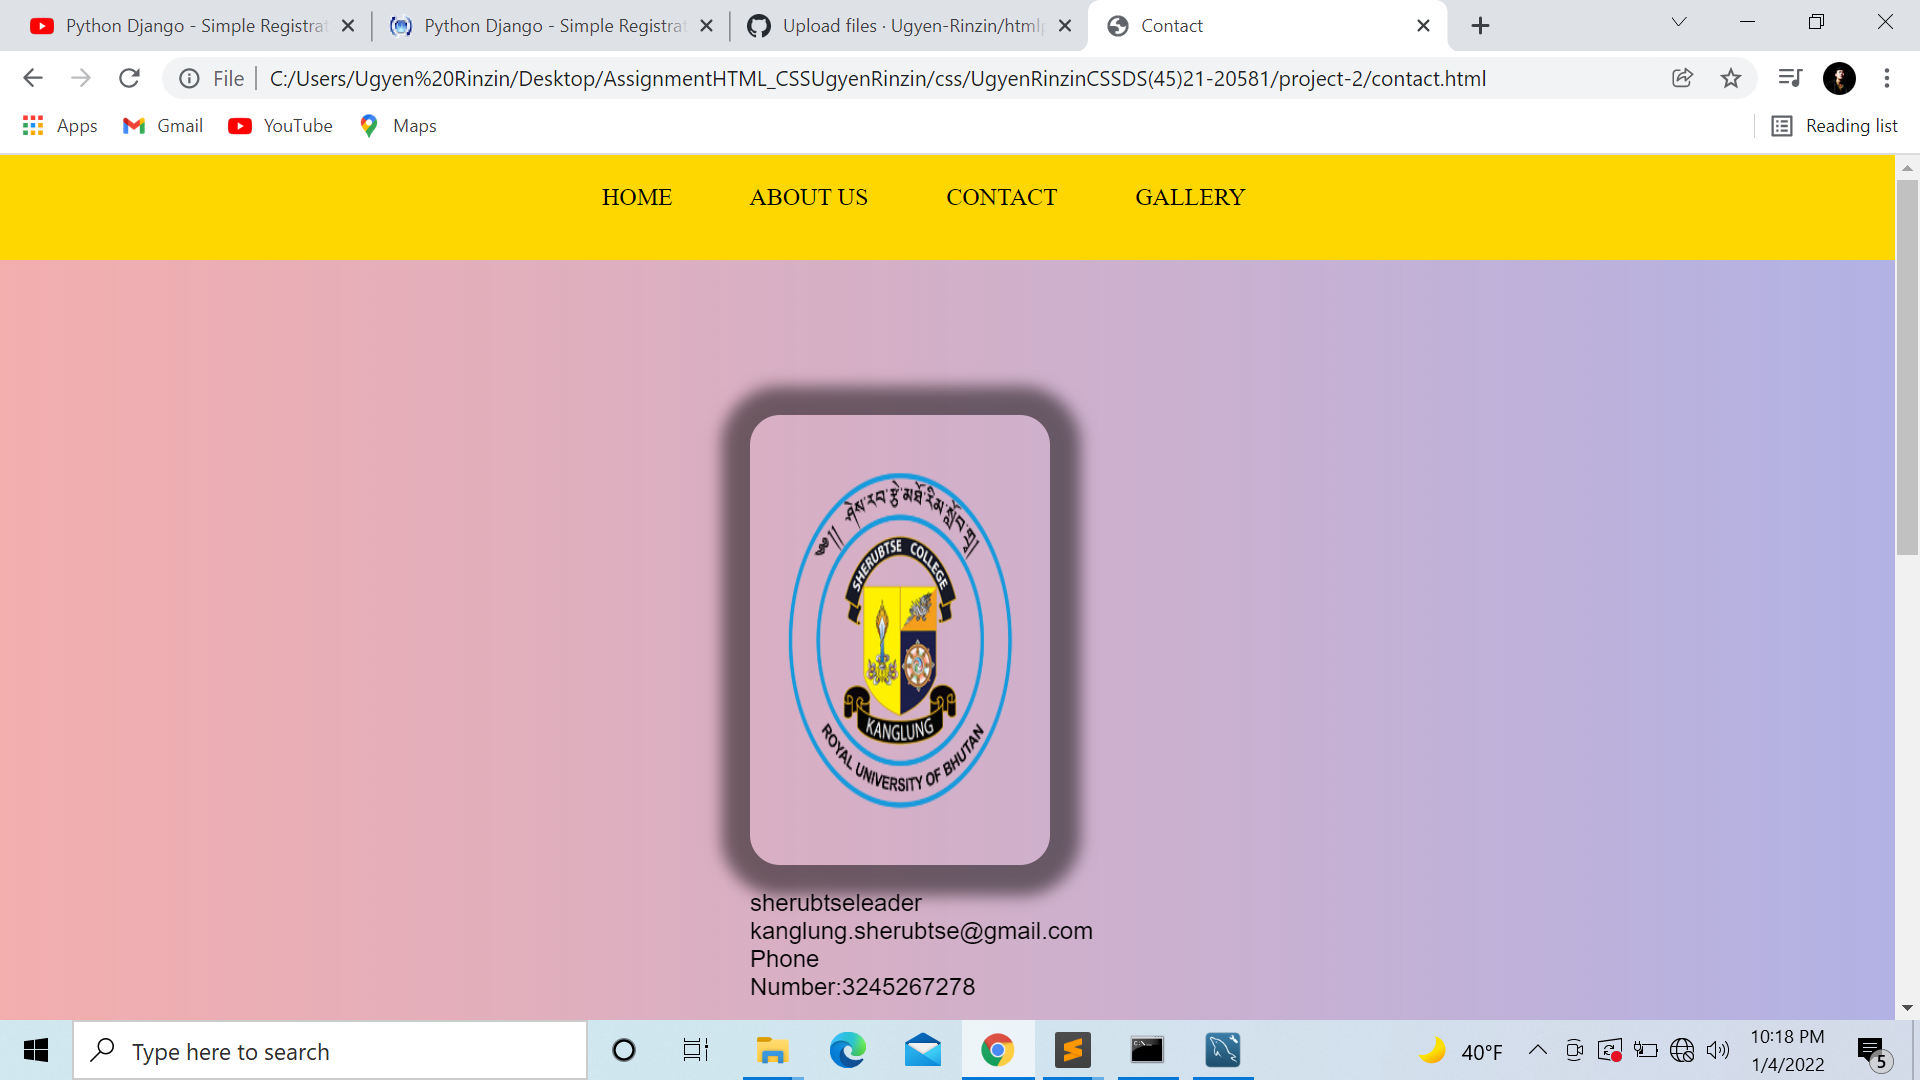 Python Django - Simple Registrat
Python Django - Simple Registrat
Upload files · Ugyen-Rinzin/htmlp
Contact
File
C:/Users/Ugyen%20Rinzin/Desktop/AssignmentHTML_CSSUgyenRinzin/css/UgyenRinzinCSSDS(45)21-20581/project-2/contact.html
Apps
Gmail
YouTube
Maps
Reading list
HOME
ABOUT US
CONTACT
GALLERY
༄།། ཤེས་རབ་རྩེ་མཐོ་རིམ་སློབ་གྲྭ།
SHERUBTSE COLLEGE
KANGLUNG
ROYAL UNIVERSITY OF BHUTAN
sherubtseleader
kanglung.sherubtse@gmail.com
Phone
Number:3245267278
Type here to search
40°F
10:18 PM
1/4/2022
5